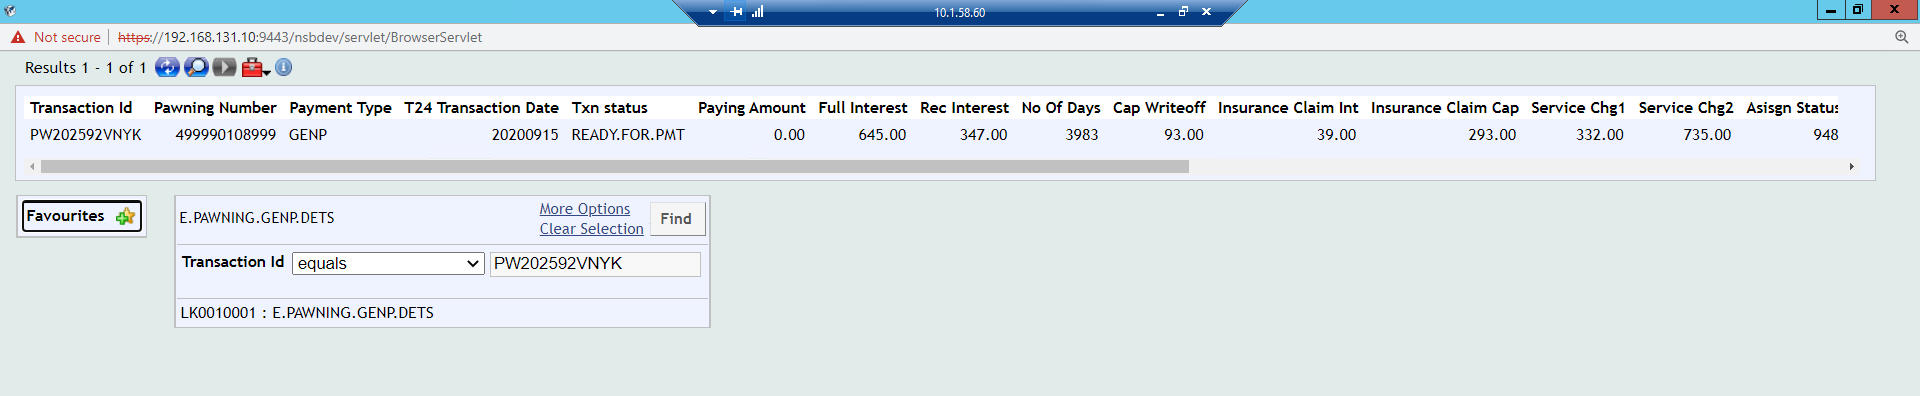 10.1.58.60
Not secure https://192.168.131.10:9443/nsbdev/servlet/BrowserServlet
Results 1 - 1 of 1
Transaction Id Pawning Number Payment Type T24 Transaction Date Txn status Paying Amount Full Interest Rec Interest No Of Days Cap Writeoff Insurance Claim Int Insurance Claim Cap Service Chg1 Service Chg2 Asisgn Status
PW202592VNYK 499990108999 GENP 20200915 READY.FOR.PMT 0.00 645.00 347.00 3983 93.00 39.00 293.00 332.00 735.00 948
Favourites
E.PAWNING.GENP.DETS More Options Find
Clear Selection
Transaction Id equals PW202592VNYK
LK0010001 : E.PAWNING.GENP.DETS